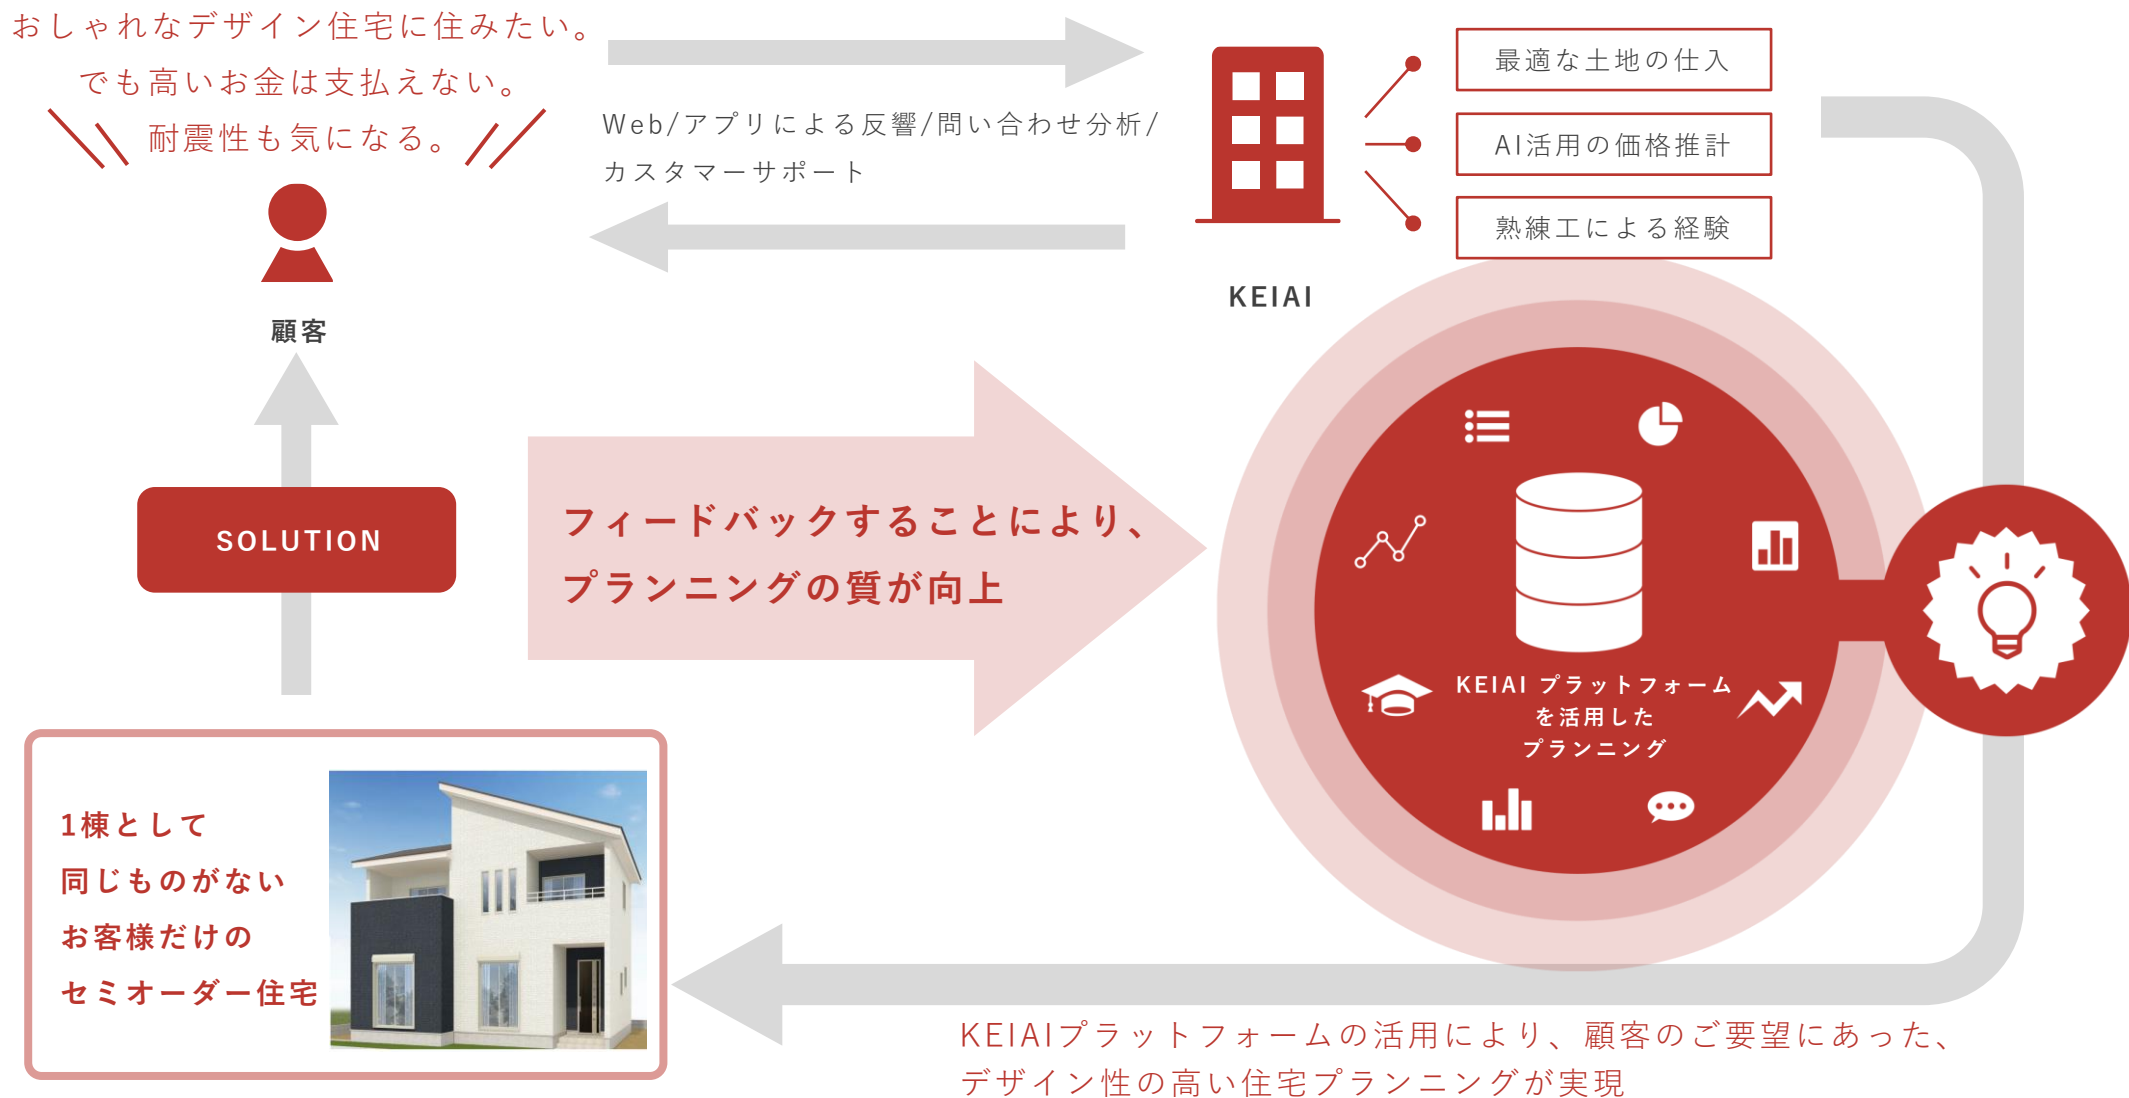 おしゃれなデザイン住宅に住みたい。
でも高いお金は支払えない。
耐震性も気になる。
顧客
Web/アプリによる反響/問い合わせ分析/
カスタマーサポート
KEIAI
最適な土地の仕入
AI活用の価格推計
熟練工による経験
SOLUTION
フィードバックすることにより、
プランニングの質が向上
KEIAI プラットフォーム
を活用した
プランニング
1棟として
同じものがない
お客様だけの
セミオーダー住宅
KEIAIプラットフォームの活用により、顧客のご要望にあった、
デザイン性の高い住宅プランニングが実現